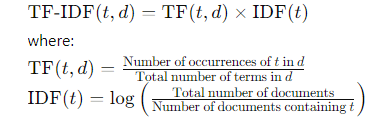 TF-IDF(t, d) = TF(t, d) × IDF(t)
where:
TF(t, d) = Number of occurrences of t in d / Total number of terms in d
IDF(t) = log ( Total number of documents / Number of documents containing t )